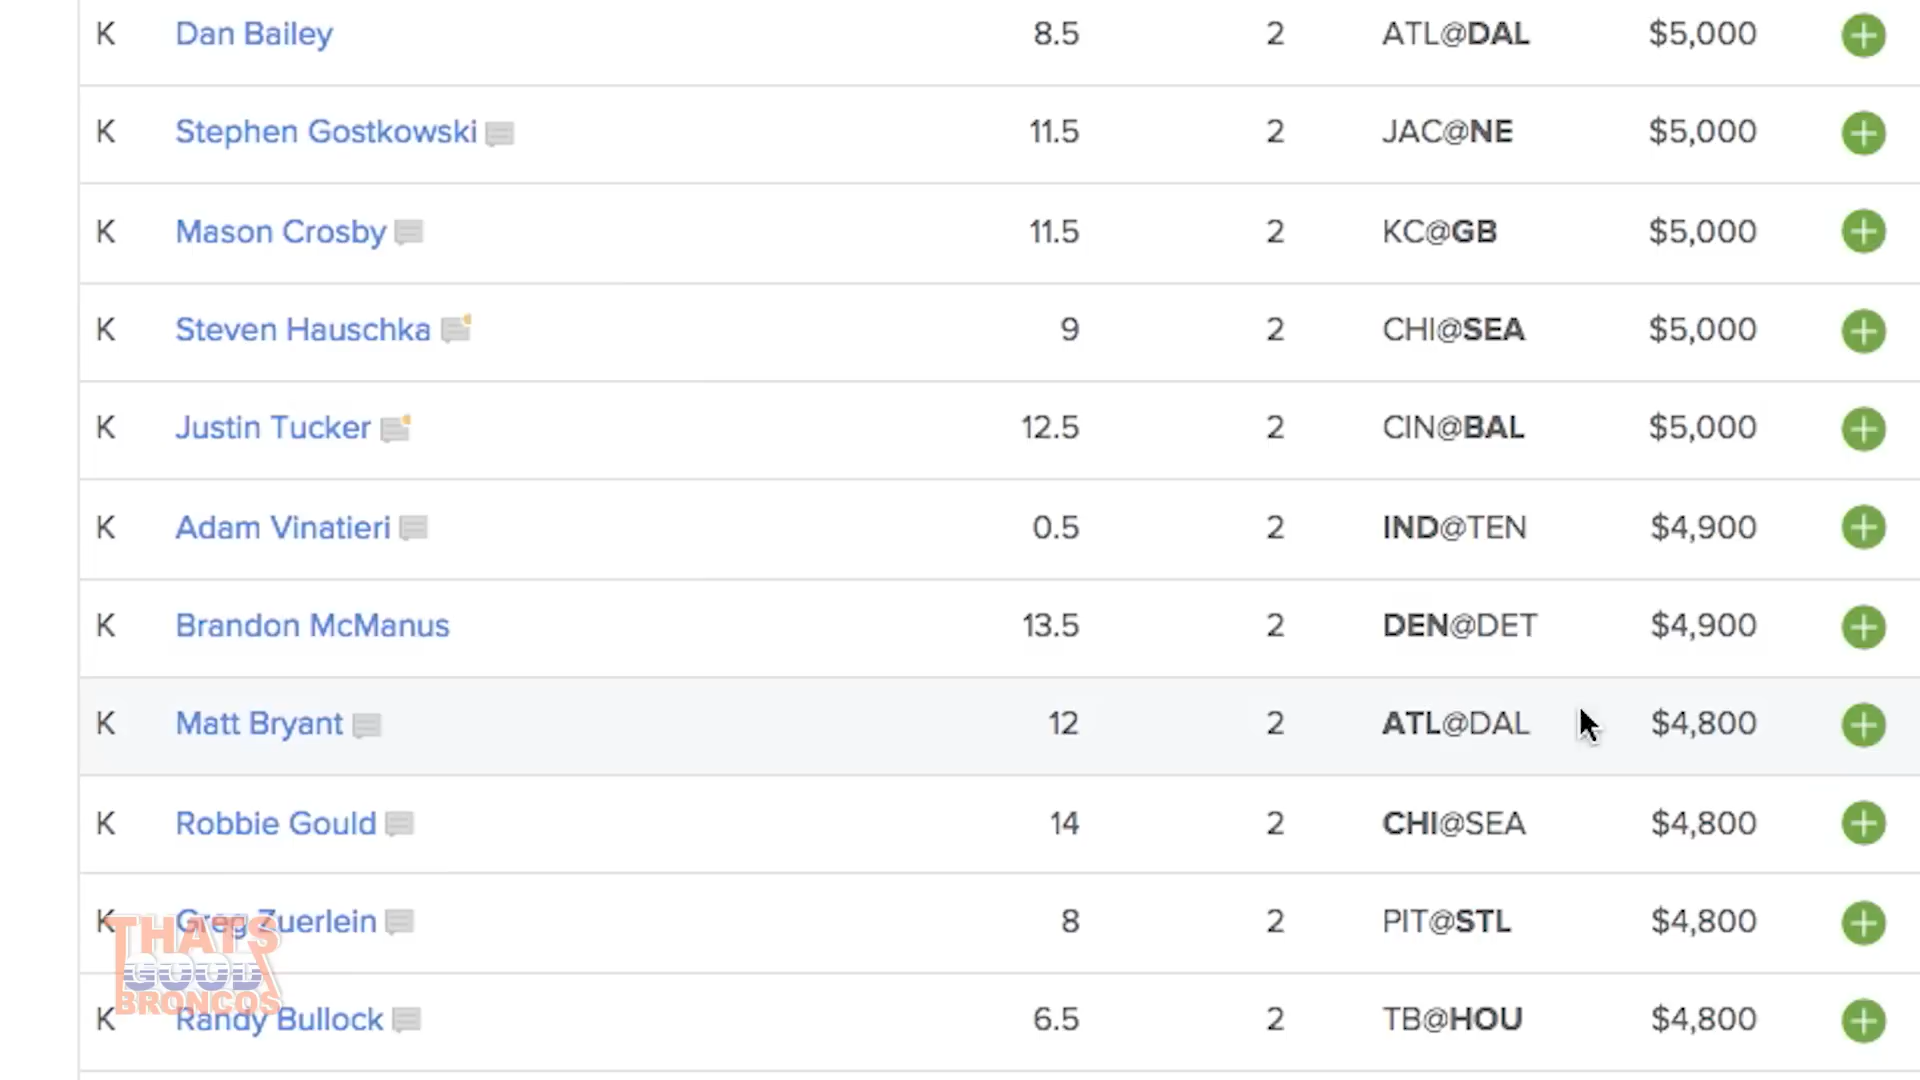 K Dan Bailey 8.5 2 ATL@DAL $5,000
K Stephen Gostkowski 11.5 2 JAC@NE $5,000
K Mason Crosby 11.5 2 KC@GB $5,000
K Steven Hauschka 9 2 CHI@SEA $5,000
K Justin Tucker 12.5 2 CIN@BAL $5,000
K Adam Vinatieri 0.5 2 IND@TEN $4,900
K Brandon McManus 13.5 2 DEN@DET $4,900
K Matt Bryant 12 2 ATL@DAL $4,800
K Robbie Gould 14 2 CHI@SEA $4,800
K Greg Zuerlein 8 2 PIT@STL $4,800
THATS
GOOD
BRONCOS
K Randy Bullock 6.5 2 TB@HOU $4,800